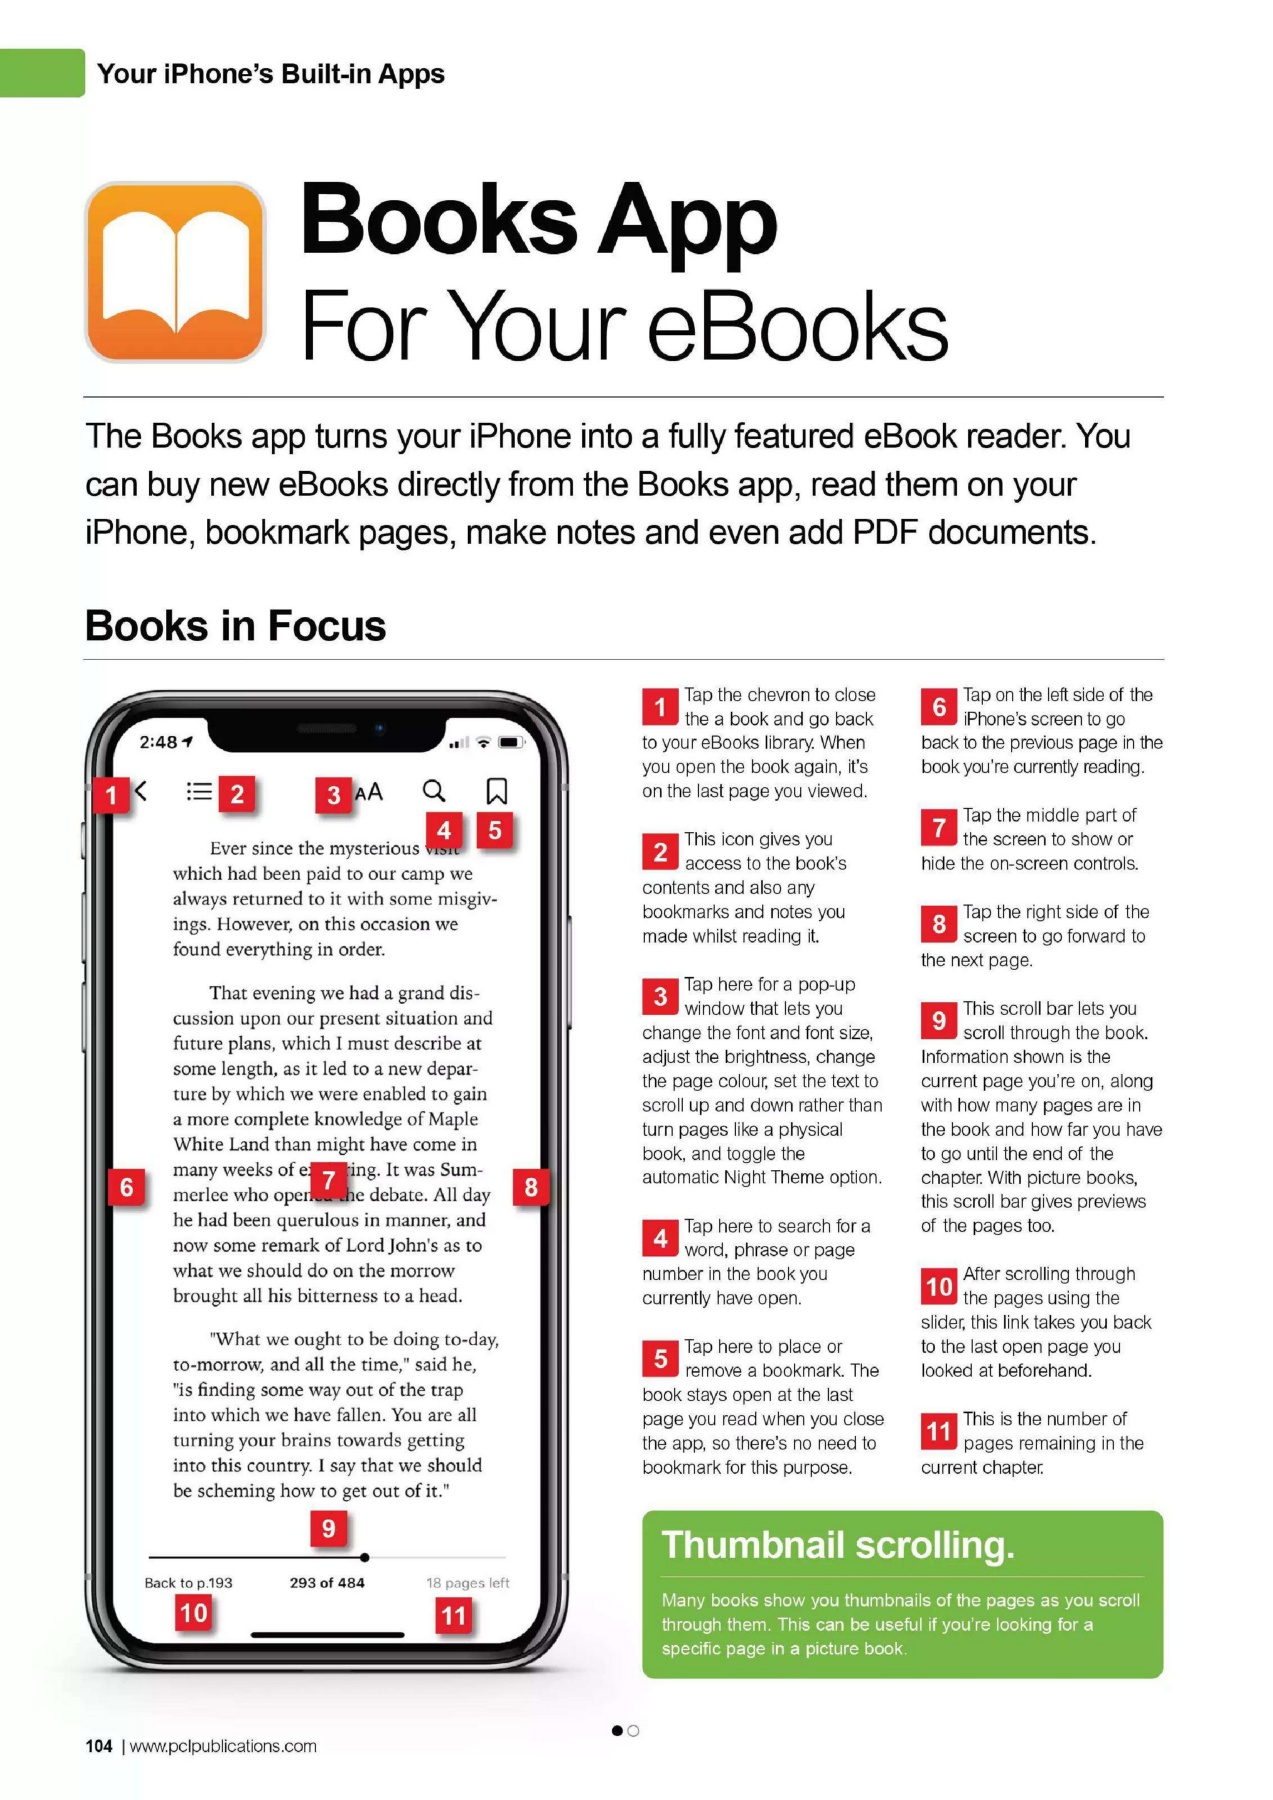 Your iPhone's Built-in Apps
Books App
For Your eBooks
The Books app turns your iPhone into a fully featured eBook reader. You
can buy new eBooks directly from the Books app, read them on your
iPhone, bookmark pages, make notes and even add PDF documents.
Books in Focus
2:48
1
2
3 AA
4
5
Ever since the mysterious visit
which had been paid to our camp we
always returned to it with some misgiv-
ings. However, on this occasion we
found everything in order.
That evening we had a grand dis-
cussion upon our present situation and
future plans, which I must describe at
some length, as it led to a new depar-
ture by which we were enabled to gain
a more complete knowledge of Maple
White Land than might have come in
many weeks of ex ring. It was Sum-
merlee who opened the debate. All day
he had been querulous in manner, and
now some remark of Lord John's as to
what we should do on the morrow
brought all his bitterness to a head.
6
7
8
"What we ought to be doing to-day,
to-morrow, and all the time," said he,
"is finding some way out of the trap
into which we have fallen. You are all
turning your brains towards getting
into this country. I say that we should
be scheming how to get out of it."
9
Back to p.193 293 of 484 18 pages left
10
11
1 Tap the chevron to close
the a book and go back
to your eBooks library. When
you open the book again, it's
on the last page you viewed.
2 This icon gives you
access to the book's
contents and also any
bookmarks and notes you
made whilst reading it.
3 Tap here for a pop-up
window that lets you
change the font and font size,
adjust the brightness, change
the page colour, set the text to
scroll up and down rather than
turn pages like a physical
book, and toggle the
automatic Night Theme option.
4 Tap here to search for a
word, phrase or page
number in the book you
currently have open.
5 Tap here to place or
remove a bookmark. The
book stays open at the last
page you read when you close
the app, so there's no need to
bookmark for this purpose.
6 Tap on the left side of the
iPhone's screen to go
back to the previous page in the
book you're currently reading.
7 Tap the middle part of
the screen to show or
hide the on-screen controls.
8 Tap the right side of the
screen to go forward to
the next page.
9 This scroll bar lets you
scroll through the book.
Information shown is the
current page you're on, along
with how many pages are in
the book and how far you have
to go until the end of the
chapter. With picture books,
this scroll bar gives previews
of the pages too.
10 After scrolling through
the pages using the
slider, this link takes you back
to the last open page you
looked at beforehand.
11 This is the number of
pages remaining in the
current chapter.
Thumbnail scrolling.
Many books show you thumbnails of the pages as you scroll
through them. This can be useful if you're looking for a
specific page in a picture book.
104 | www.pclpublications.com